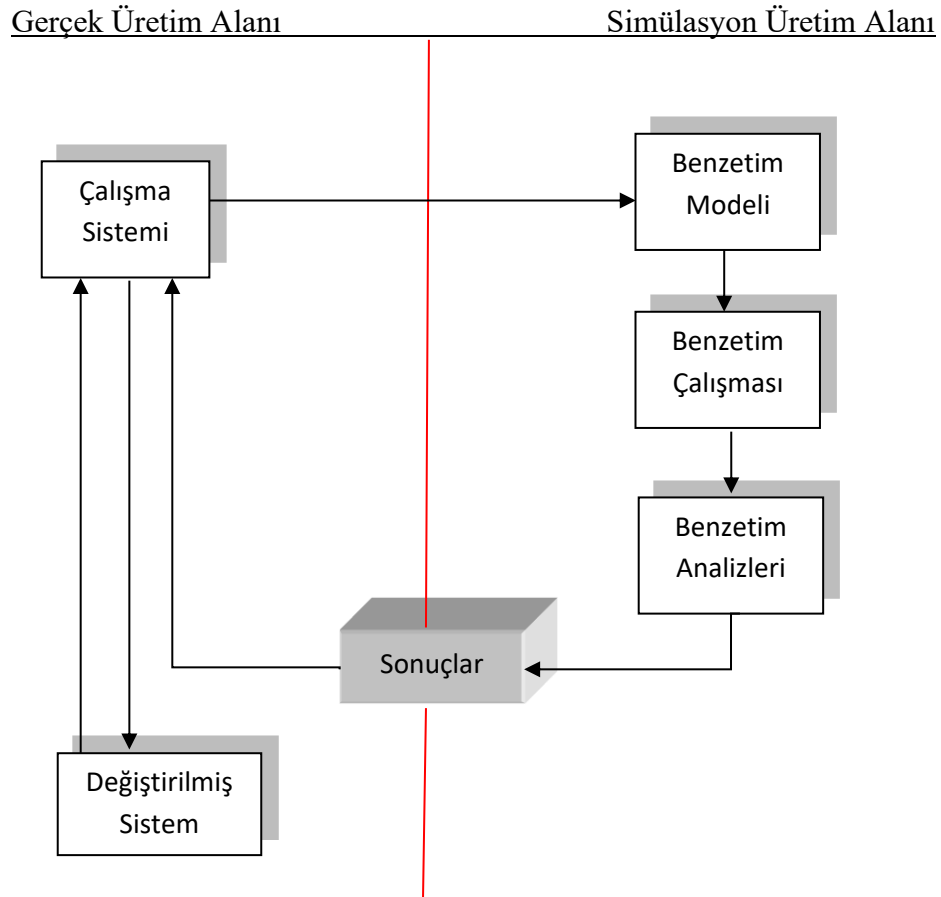 Gerçek Üretim Alanı
Simülasyon Üretim Alanı
Çalışma
Sistemi
Benzetim
Modeli
Benzetim
Çalışması
Benzetim
Analizleri
Sonuçlar
Değiştirilmiş
Sistem